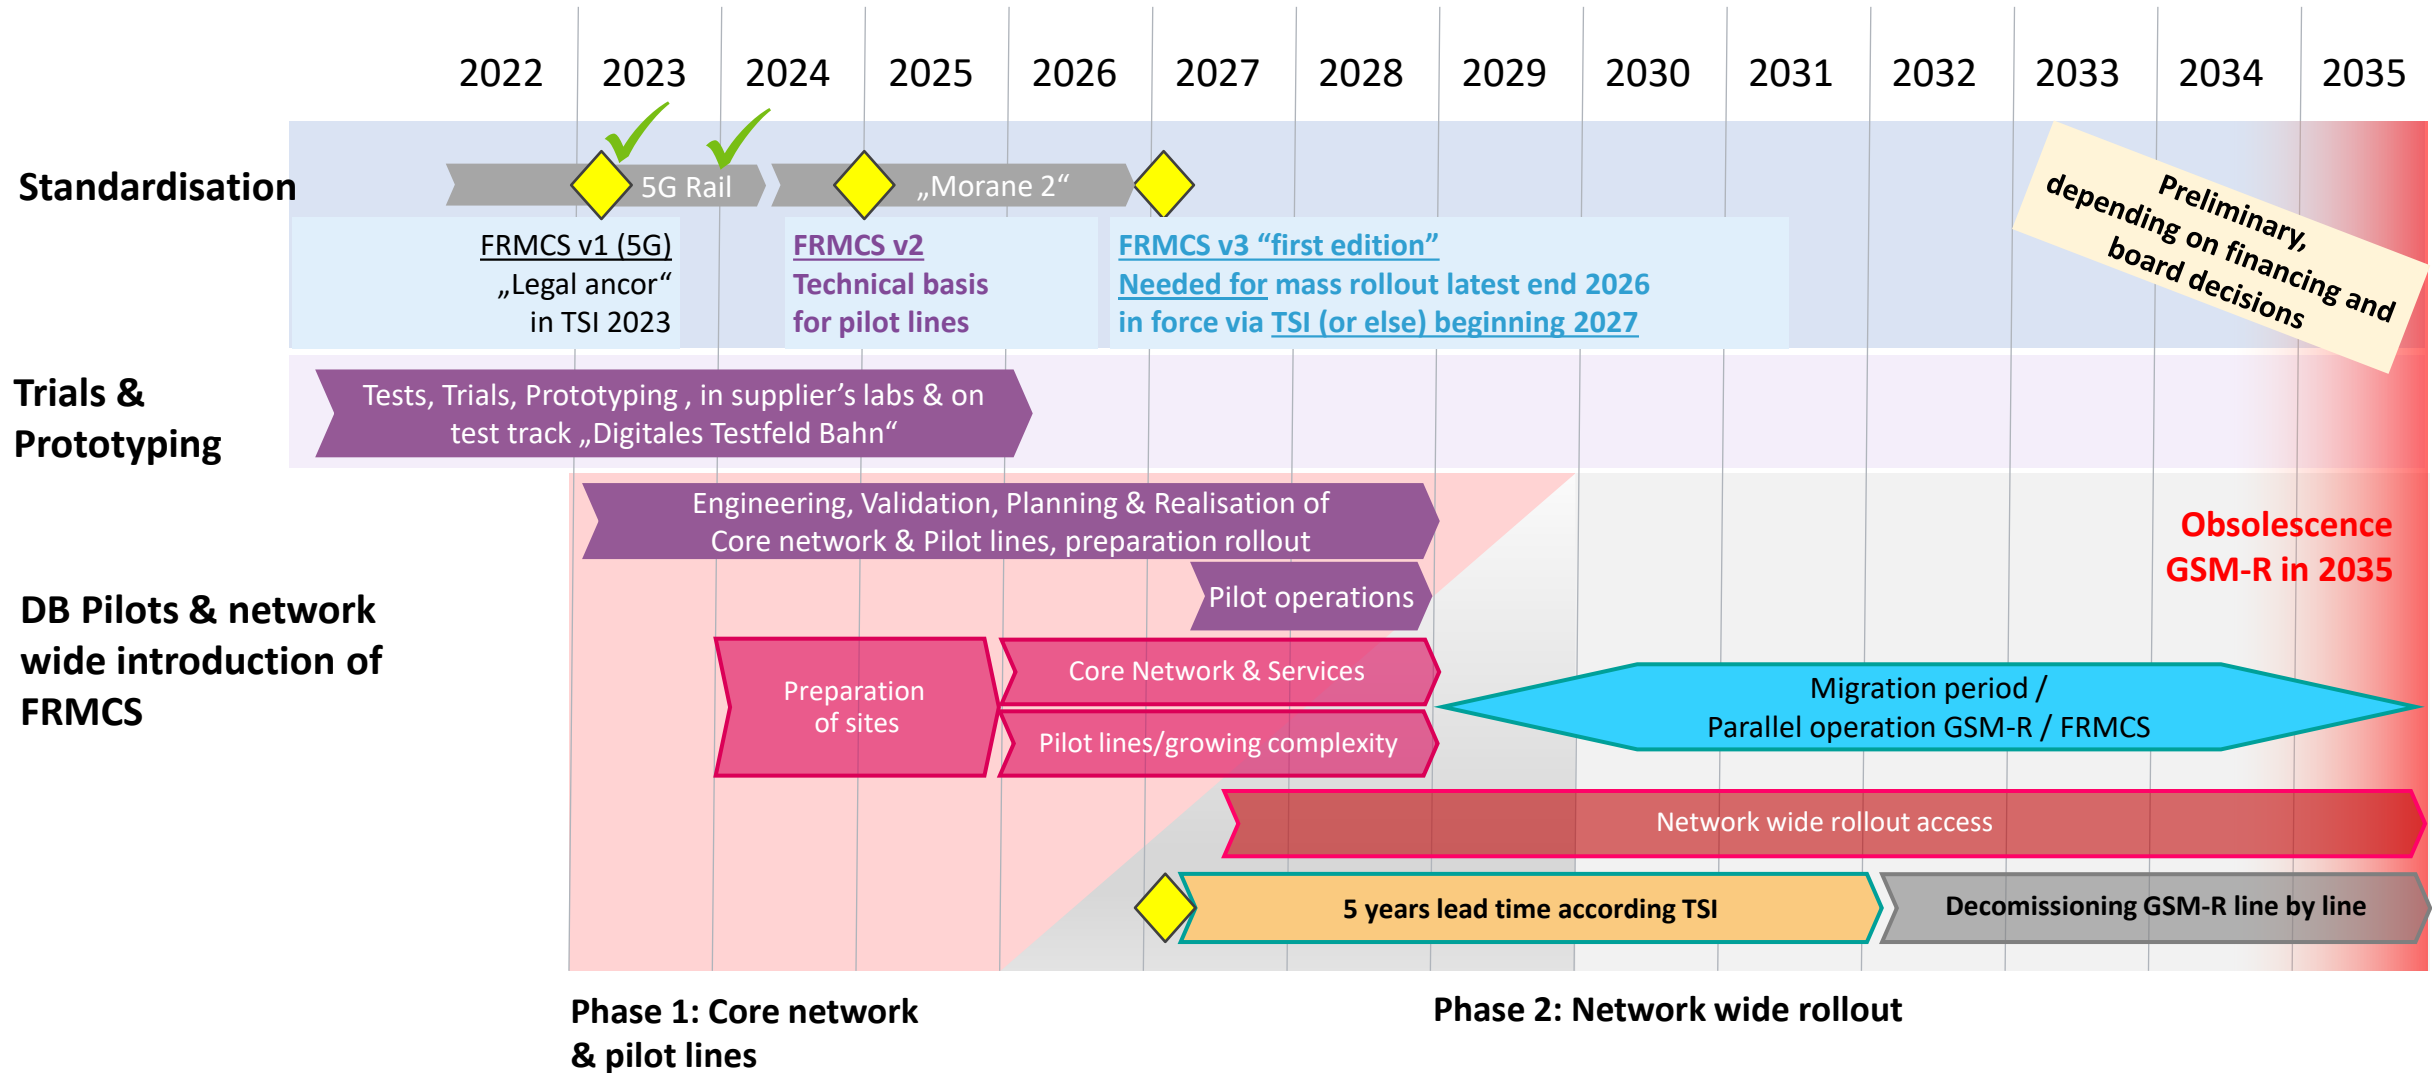 2022 2023 2024 2025 2026 2027 2028 2029 2030 2031 2032 2033 2034 2035
Standardisation
5G Rail
„Morane 2“
FRMCS v1 (5G)
„Legal ancor“
in TSI 2023
FRMCS v2
Technical basis
for pilot lines
FRMCS v3 “first edition”
Needed for mass rollout latest end 2026
in force via TSI (or else) beginning 2027
Preliminary,
depending on financing and
board decisions
Trials &
Prototyping
Tests, Trials, Prototyping , in supplier’s labs & on
test track „Digitales Testfeld Bahn“
DB Pilots & network
wide introduction of
FRMCS
Engineering, Validation, Planning & Realisation of
Core network & Pilot lines, preparation rollout
Pilot operations
Obsolescence
GSM-R in 2035
Preparation
of sites
Core Network & Services
Pilot lines/growing complexity
Migration period /
Parallel operation GSM-R / FRMCS
Network wide rollout access
5 years lead time according TSI
Decomissioning GSM-R line by line
Phase 1: Core network
& pilot lines
Phase 2: Network wide rollout